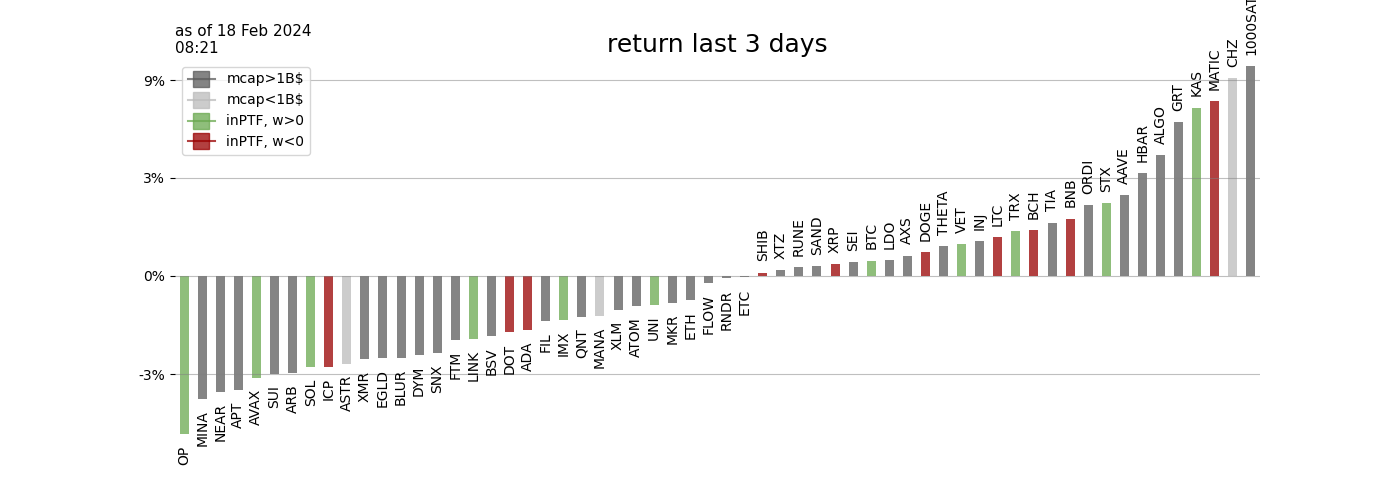 as of 18 Feb 2024
08:21
return last 3 days
mcap>1B$
mcap<1B$
inPTF, w>0
inPTF, w<0
9%
3%
0%
-3%
OP
MINA
NEAR
APT
AVAX
SUI
ARB
SOL
ICP
ASTR
XMR
EGLD
BLUR
DYM
SNX
FTM
LINK
BSV
DOT
ADA
FIL
IMX
QNT
MANA
XLM
ATOM
UNI
MKR
ETH
FLOW
RNDR
ETC
SHIB
XTZ
RUNE
SAND
XRP
SEI
BTC
LDO
AXS
DOGE
THETA
VET
INJ
LTC
TRX
BCH
TIA
BNB
ORDI
STX
AAVE
HBAR
ALGO
GRT
KAS
MATIC
CHZ
1000SAT